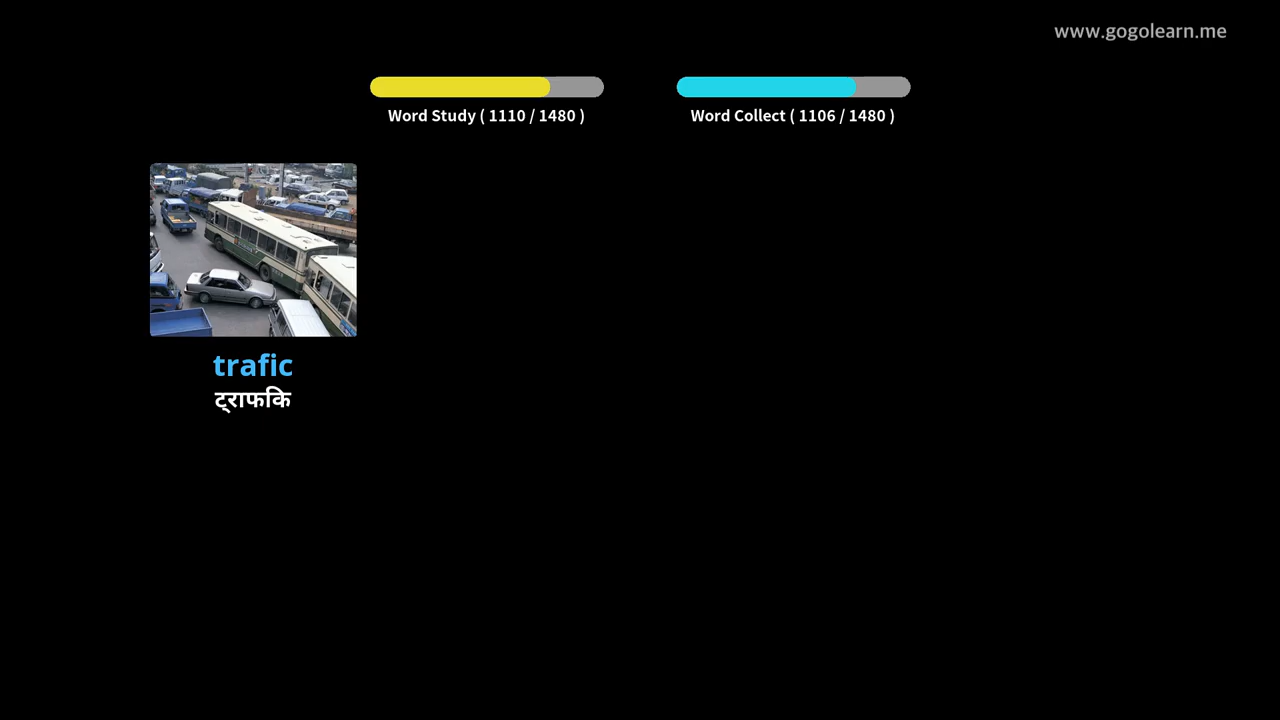 www.gogolearn.me
Word Study ( 1110 / 1480 )
Word Collect ( 1106 / 1480 )
trafic
ट्राफकि